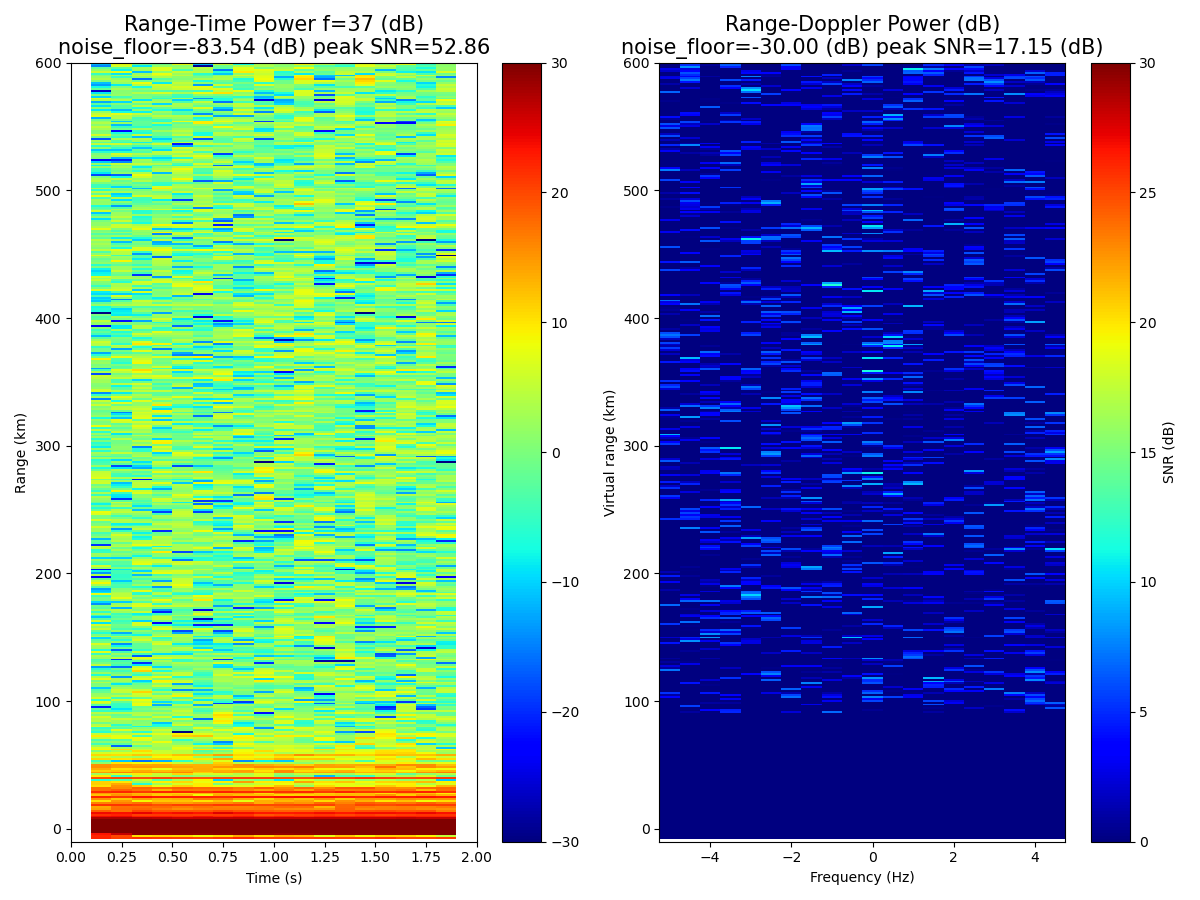 Range-Time Power f=37 (dB)
noise_floor=-83.54 (dB) peak SNR=52.86
600
500
400
300
200
100
0
Range (km)
0.00 0.25 0.50 0.75 1.00 1.25 1.50 1.75 2.00
Time (s)
30
20
10
0
−10
−20
−30
Range-Doppler Power (dB)
noise_floor=-30.00 (dB) peak SNR=17.15 (dB)
600
500
400
300
200
100
0
Virtual range (km)
−4 −2 0 2 4
Frequency (Hz)
30
25
20
15
10
5
0
SNR (dB)